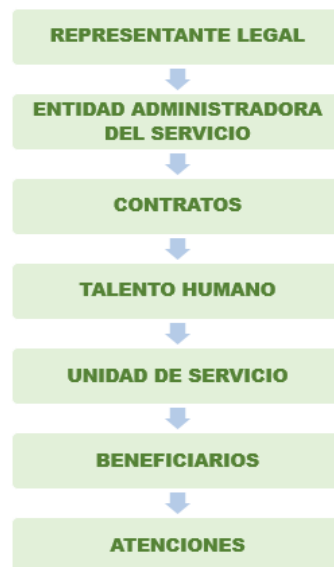 REPRESENTANTE LEGAL
ENTIDAD ADMINISTRADORA
DEL SERVICIO
CONTRATOS
TALENTO HUMANO
UNIDAD DE SERVICIO
BENEFICIARIOS
ATENCIONES